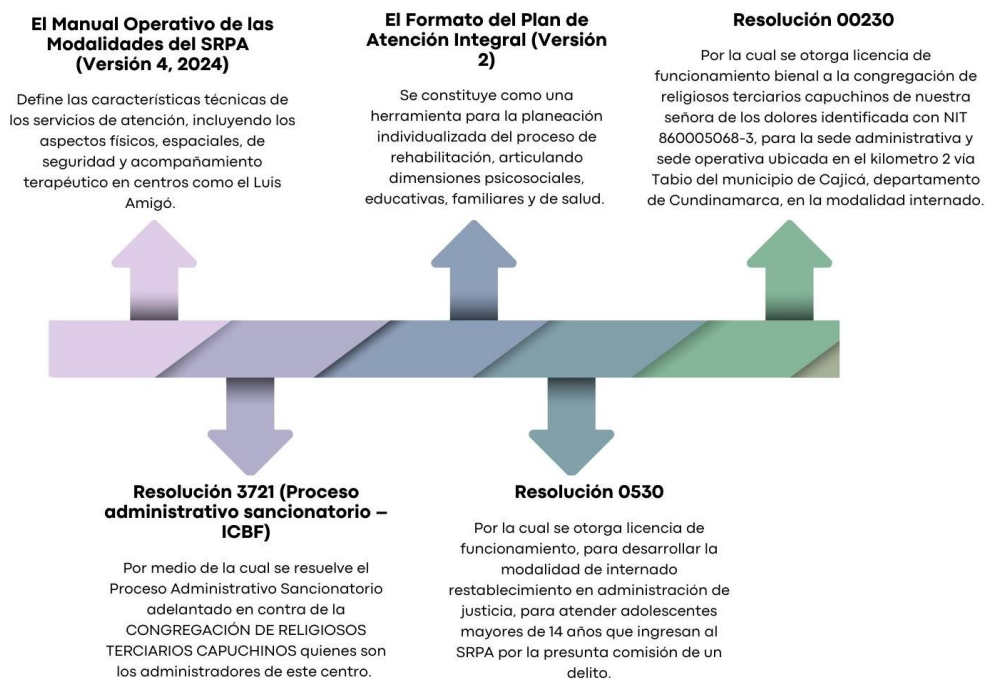 El Manual Operativo de las
Modalidades del SRPA
(Versión 4, 2024)
Define las características técnicas de
los servicios de atención, incluyendo los
aspectos físicos, espaciales, de
seguridad y acompañamiento
terapéutico en centros como el Luis
Amigó.
El Formato del Plan de
Atención Integral (Versión
2)
Se constituye como una
herramienta para la planeación
individualizada del proceso de
rehabilitación, articulando
dimensiones psicosociales,
educativas, familiares y de salud.
Resolución 00230
Por la cual se otorga licencia de
funcionamiento bienal a la congregación de
religiosos terciarios capuchinos de nuestra
señora de los dolores identificada con NIT
860005068-3, para la sede administrativa y
sede operativa ubicada en el kilometro 2 vía
Tabio del municipio de Cajicá, departamento
de Cundinamarca, en la modalidad internado.
Resolución 3721 (Proceso
administrativo sancionatorio –
ICBF)
Por medio de la cual se resuelve el
Proceso Administrativo Sancionatorio
adelantado en contra de la
CONGREGACIÓN DE RELIGIOSOS
TERCIARIOS CAPUCHINOS quienes son
los administradores de este centro.
Resolución 0530
Por la cual se otorga licencia de
funcionamiento, para desarrollar la
modalidad de internado
restablecimiento en administración de
justicia, para atender adolescentes
mayores de 14 años que ingresan al
SRPA por la presunta comisión de un
delito.